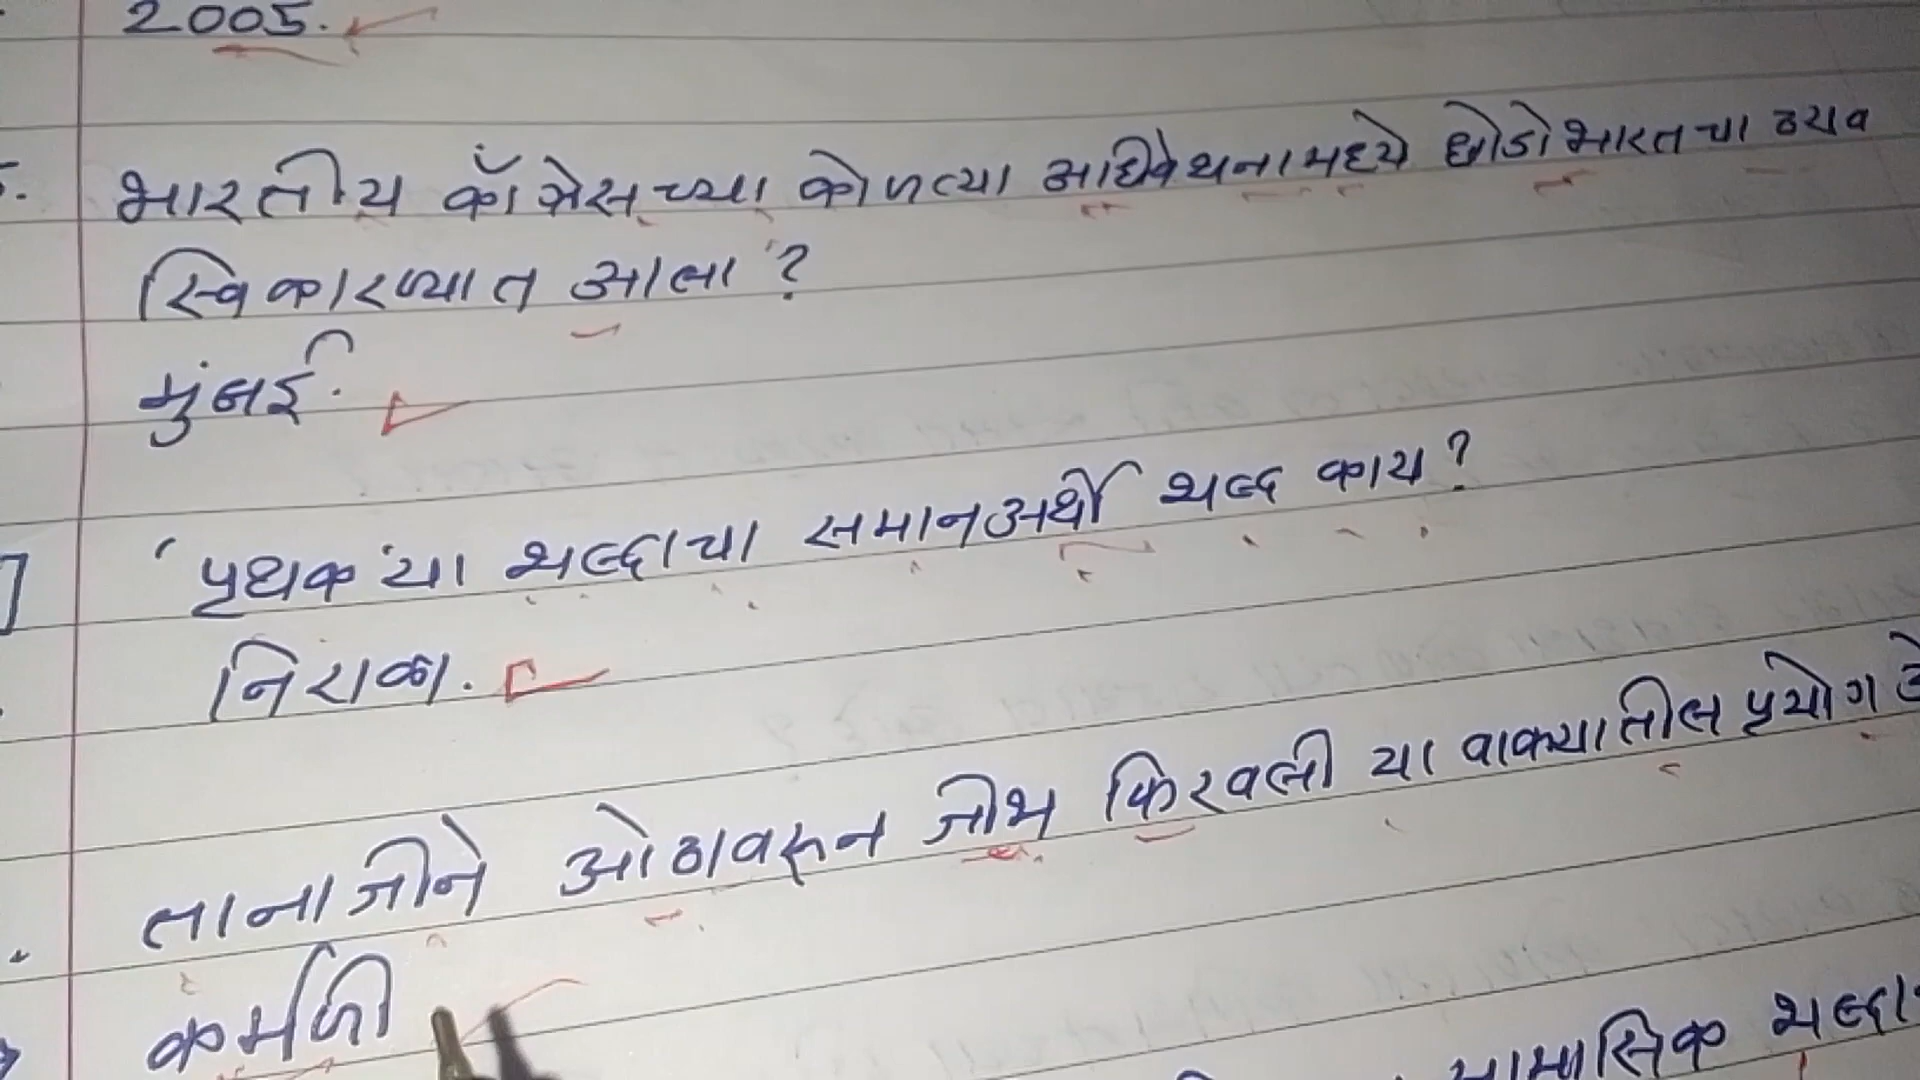 2005.
भारतीय काँग्रेसच्या कोणत्या अधिवेशनामध्ये छोडो भारतचा ठराव
स्विकारण्यात आला ?
मुंबई.
'पृथक' या शब्दाचा समानअर्थी शब्द काय ?
निराळा.
तानाजीने ओठावरून जीभ फिरवली या वाक्यातील प्रयोग
कर्मणी
सामासिक